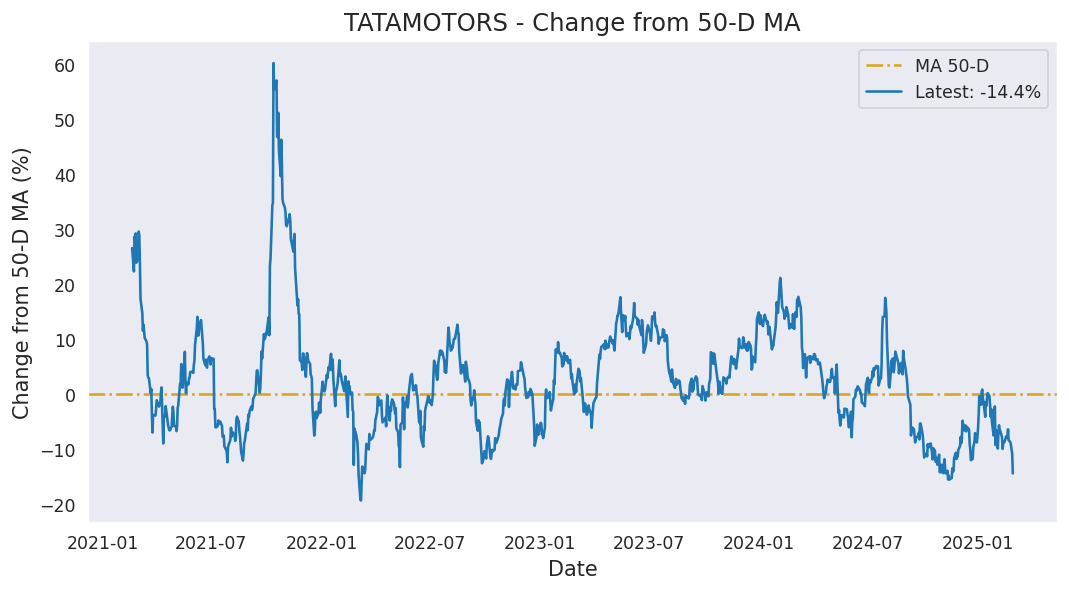 TATAMOTORS - Change from 50-D MA
MA 50-D
Latest: -14.4%
Change from 50-D MA (%)
60
50
40
30
20
10
0
−10
−20
2021-01 2021-07 2022-01 2022-07 2023-01 2023-07 2024-01 2024-07 2025-01
Date